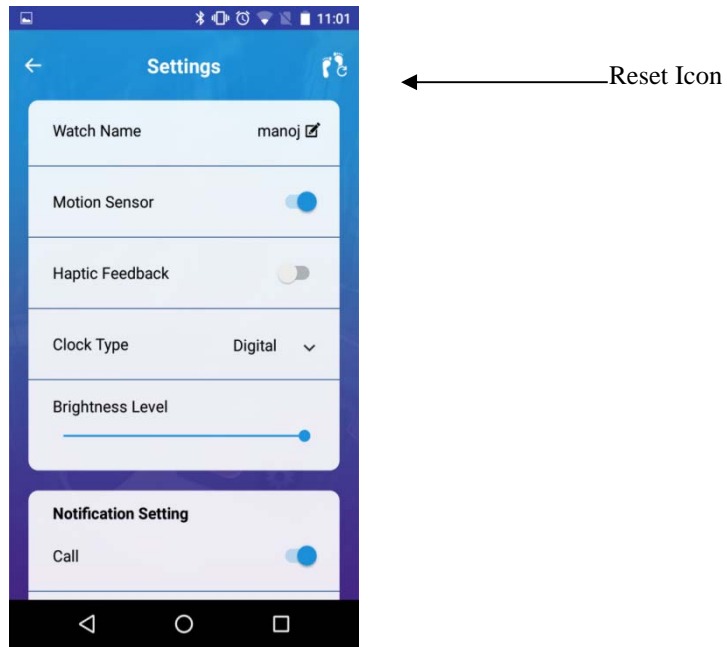 11:01
Settings
Reset Icon
Watch Name manoj
Motion Sensor
Haptic Feedback
Clock Type Digital
Brightness Level
Notification Setting
Call